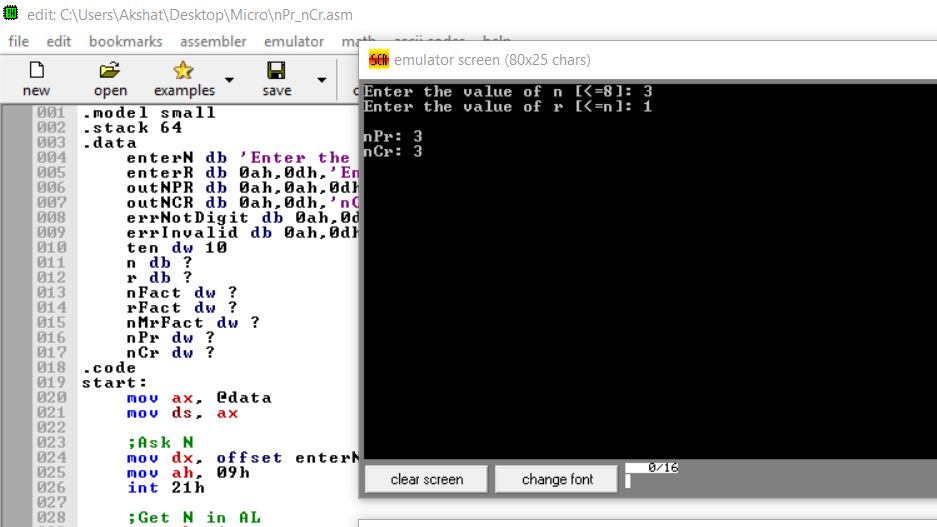 edit: C:\Users\Akshat\Desktop\Micro\nPr_nCr.asm
file edit bookmarks assembler emulator math ascii codes help
new open examples save
001 .model small
002 .stack 64
003 .data
004 enterN db 'Enter the
005 enterR db 0ah,0dh,'En
006 outNPR db 0ah,0ah,0dh
007 outNCR db 0ah,0dh,'nC
008 errNotDigit db 0ah,0d
009 errInvalid db 0ah,0dh
010 ten dw 10
011 n db ?
012 r db ?
013 nFact dw ?
014 rFact dw ?
015 nMrFact dw ?
016 nPr dw ?
017 nCr dw ?
018 .code
019 start:
020 mov ax, @data
021 mov ds, ax
022
023 ;Ask N
024 mov dx, offset enterN
025 mov ah, 09h
026 int 21h
027
028 ;Get N in AL
SCR emulator screen (80x25 chars)
Enter the value of n [<=8]: 3
Enter the value of r [<=n]: 1
nPr: 3
nCr: 3
clear screen change font 0/16